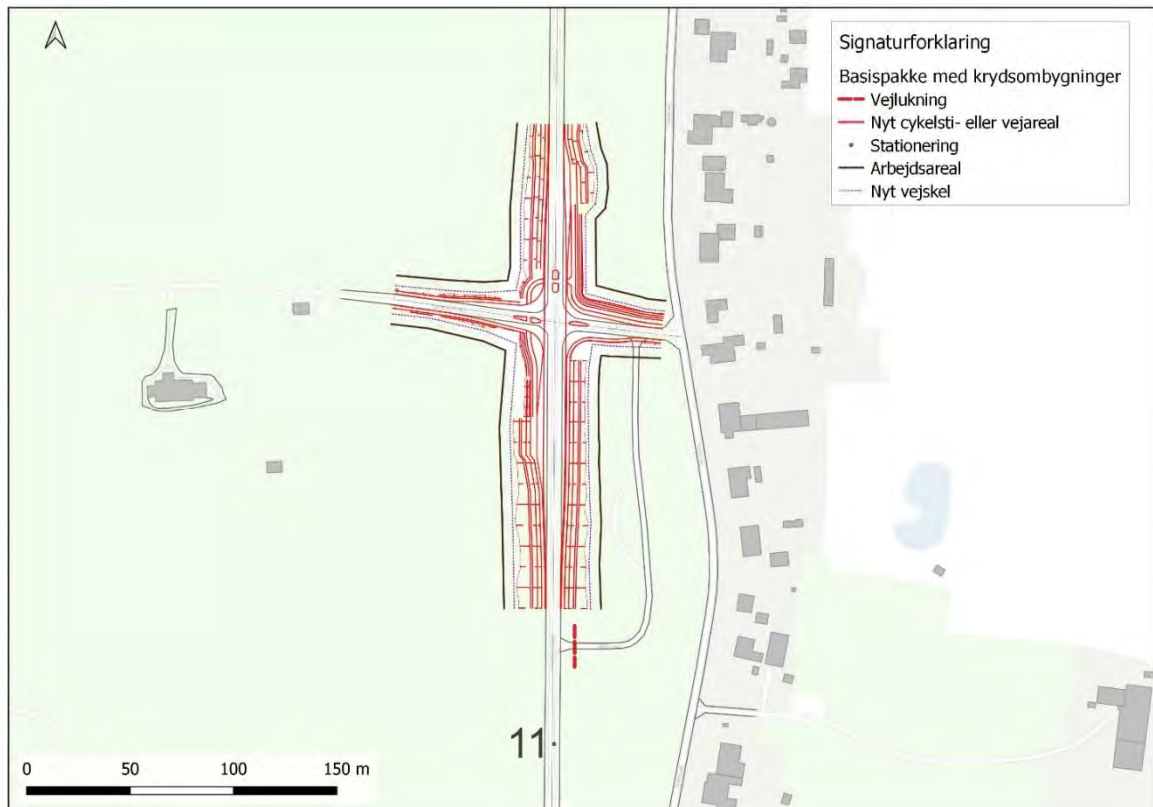 Signaturforklaring
Basispakke med krydsombygninger
Vejlukning
Nyt cykelsti- eller vejareal
Stationering
Arbejdsareal
Nyt vejskel
11
0 50 100 150 m